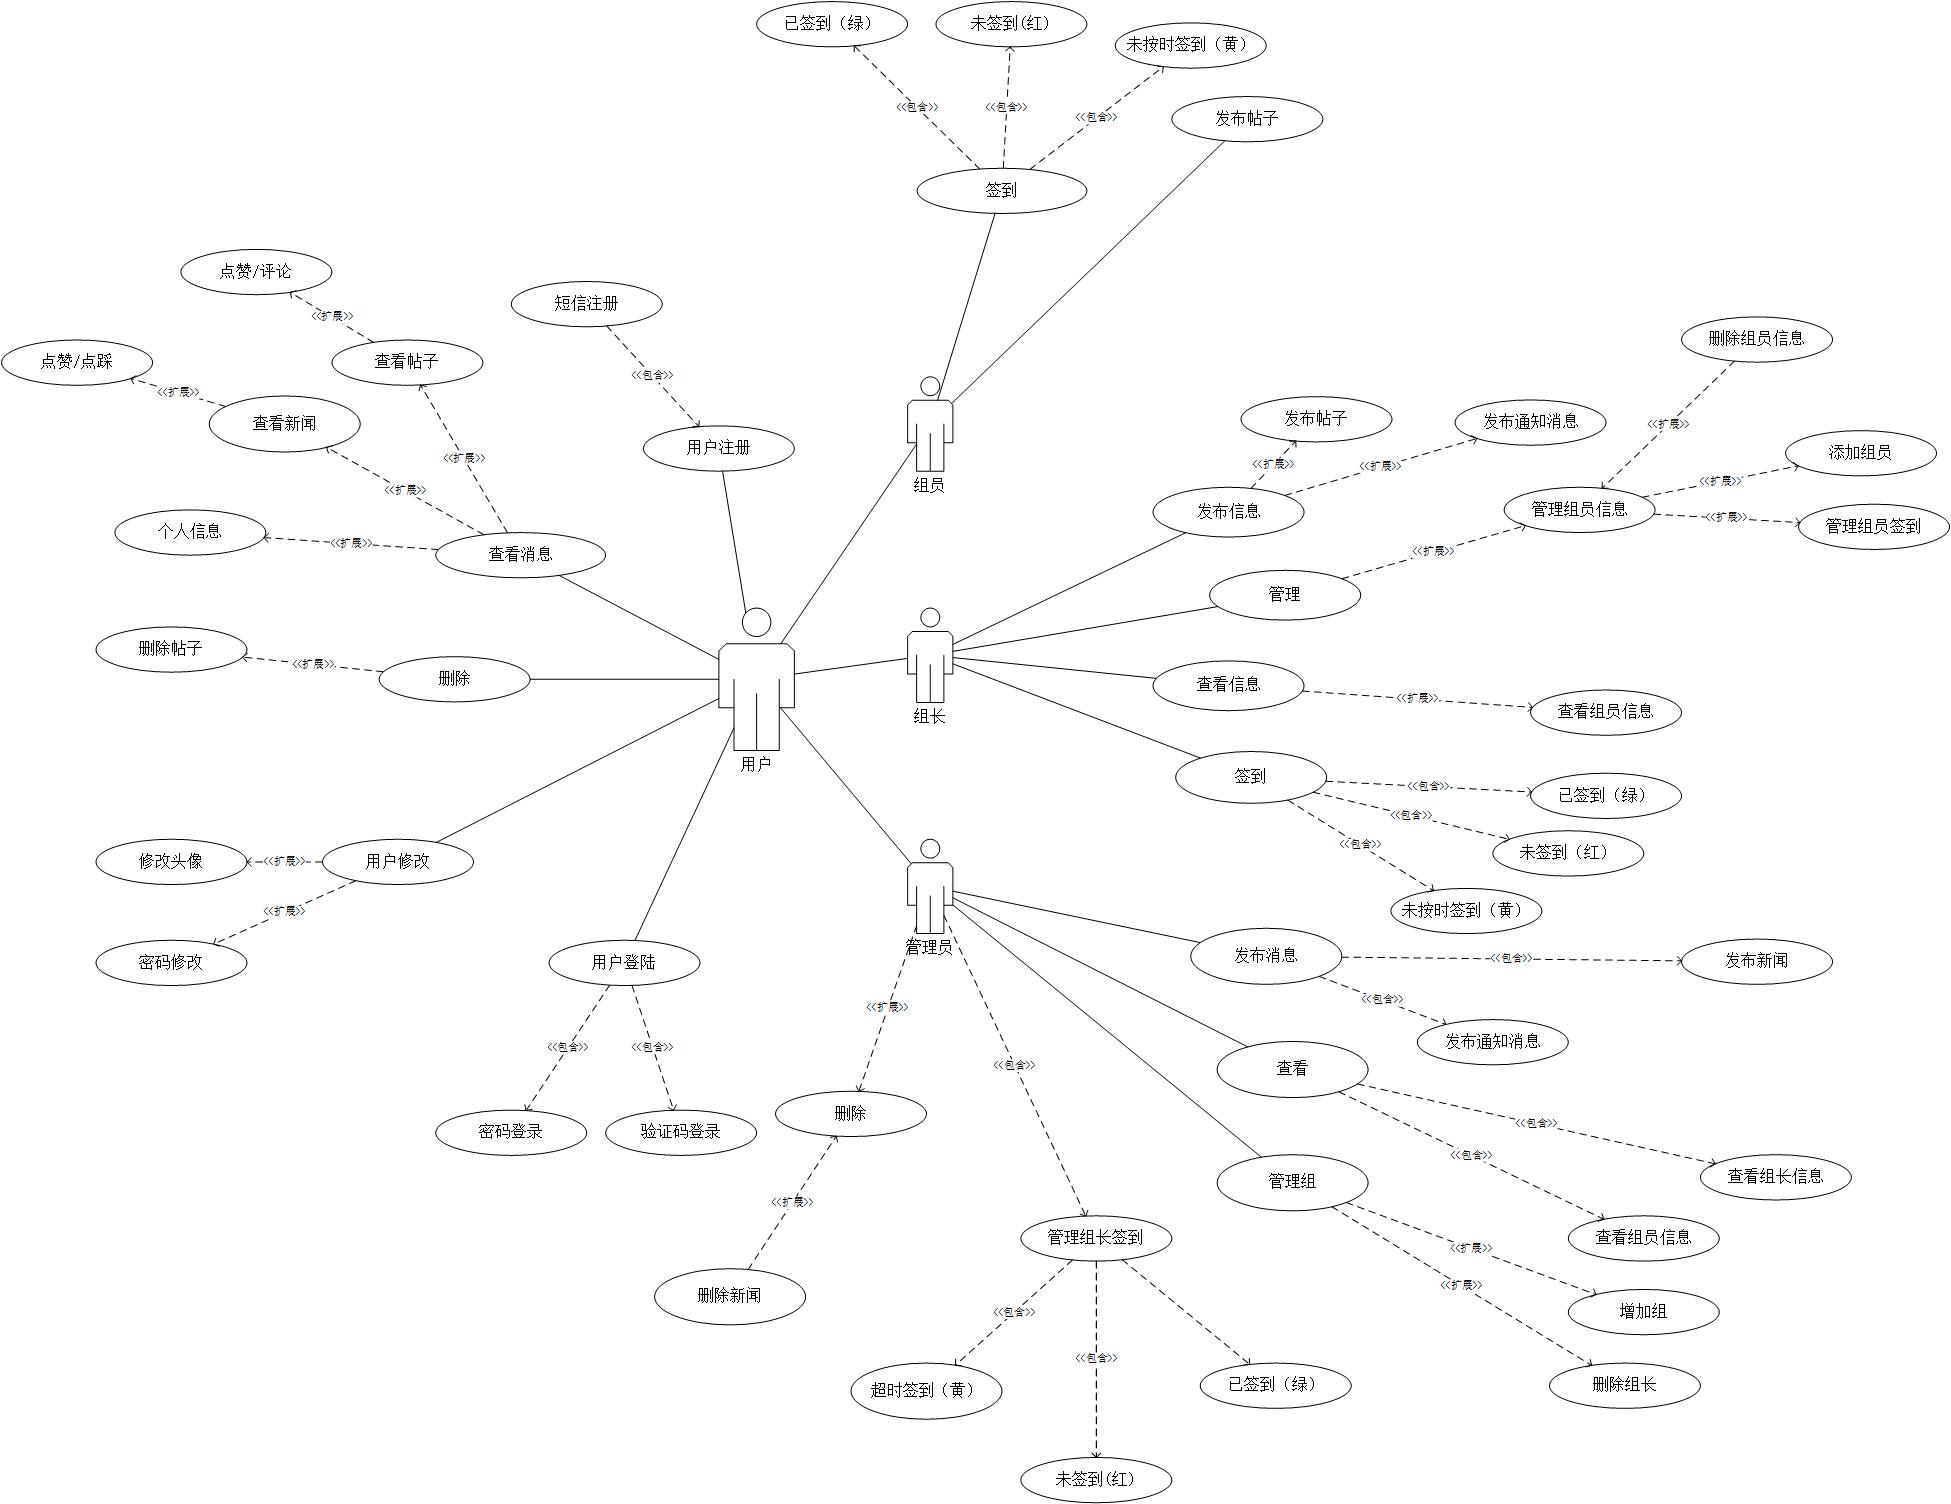 已签到（绿）
未签到(红)
未按时签到（黄）
<<包含>>
<<包含>>
<<包含>>
发布帖子
签到
点赞/评论
短信注册
<<扩展>>
点赞/点踩
查看帖子
<<扩展>>
<<包含>>
查看新闻
用户注册
<<扩展>>
<<扩展>>
组员
个人信息
<<扩展>>
查看消息
删除组员信息
发布帖子
发布通知消息
<<扩展>>
添加组员
<<扩展>>
<<扩展>>
<<扩展>>
发布信息
管理组员信息
<<扩展>>
管理组员签到
<<扩展>>
管理
删除帖子
<<扩展>>
删除
查看信息
<<扩展>>
查看组员信息
组长
用户
签到
<<包含>>
已签到（绿）
<<包含>>
<<包含>>
未签到（红）
修改头像
<<扩展>>
用户修改
<<扩展>>
未按时签到（黄）
管理员
密码修改
用户登陆
发布消息
<<包含>>
发布新闻
<<扩展>>
<<包含>>
<<包含>>
<<包含>>
<<包含>>
发布通知消息
查看
密码登录
验证码登录
删除
<<包含>>
<<包含>>
查看组长信息
管理组
<<扩展>>
管理组长签到
查看组员信息
<<扩展>>
<<扩展>>
删除新闻
<<包含>>
增加组
<<包含>>
超时签到（黄）
已签到（绿）
删除组长
未签到(红)